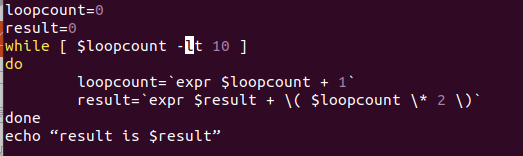 loopcount=0
result=0
while [ $loopcount -lt 10 ]
do
        loopcount=`expr $loopcount + 1`
        result=`expr $result + \( $loopcount \* 2 \)`
done
echo “result is $result”